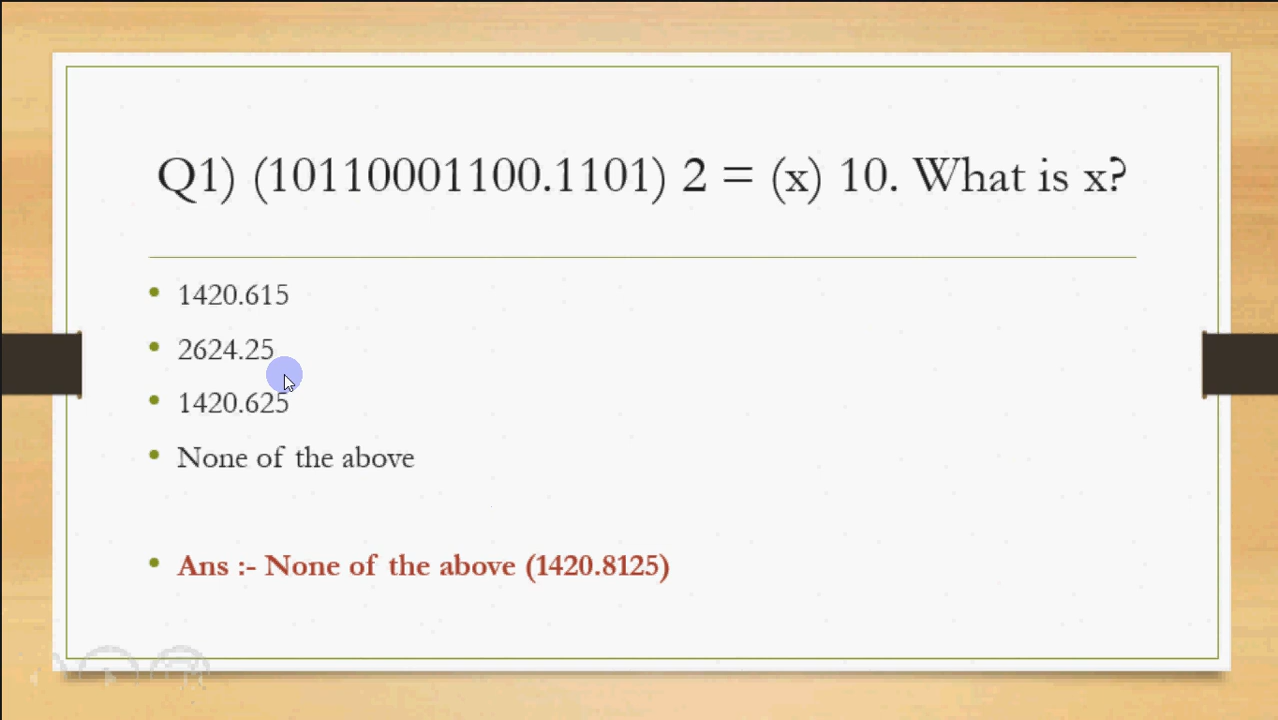 Q1) (10110001100.1101) 2 = (x) 10. What is x?
• 1420.615
• 2624.25
• 1420.625
• None of the above
• Ans :- None of the above (1420.8125)